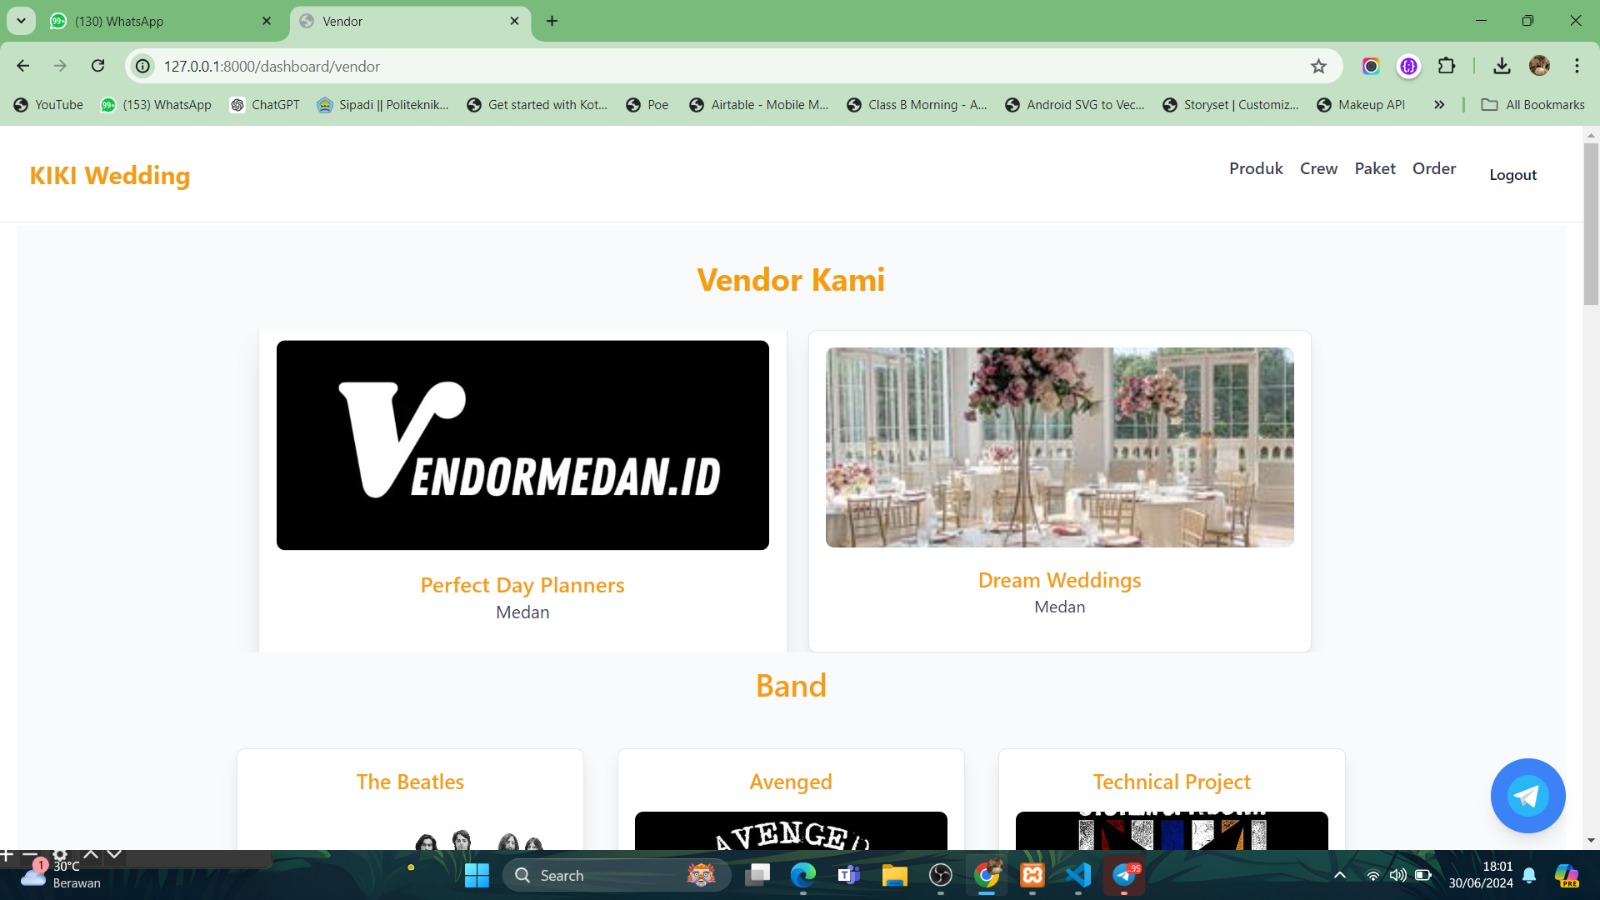 (130) WhatsApp
Vendor
127.0.0.1:8000/dashboard/vendor
YouTube
(153) WhatsApp
ChatGPT
Sipadi || Politeknik...
Get started with Kot...
Poe
Airtable - Mobile M...
Class B Morning - A...
Android SVG to Vec...
Storyset | Customiz...
Makeup API
All Bookmarks
KIKI Wedding
Produk Crew Paket Order Logout
Vendor Kami
VENDORMEDAN.ID
Perfect Day Planners
Medan
Dream Weddings
Medan
Band
The Beatles
Avenged
Technical Project
1
30°C
Berawan
Search
95
18:01
30/06/2024
PRE